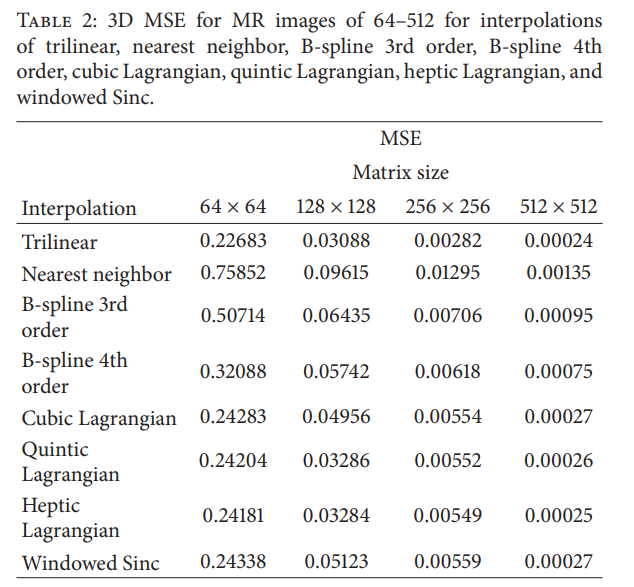 TABLE 2: 3D MSE for MR images of 64–512 for interpolations
of trilinear, nearest neighbor, B-spline 3rd order, B-spline 4th
order, cubic Lagrangian, quintic Lagrangian, heptic Lagrangian, and
windowed Sinc.
MSE
Matrix size
Interpolation 64 × 64 128 × 128 256 × 256 512 × 512
Trilinear 0.22683 0.03088 0.00282 0.00024
Nearest neighbor 0.75852 0.09615 0.01295 0.00135
B-spline 3rd
order 0.50714 0.06435 0.00706 0.00095
B-spline 4th
order 0.32088 0.05742 0.00618 0.00075
Cubic Lagrangian 0.24283 0.04956 0.00554 0.00027
Quintic
Lagrangian 0.24204 0.03286 0.00552 0.00026
Heptic
Lagrangian 0.24181 0.03284 0.00549 0.00025
Windowed Sinc 0.24338 0.05123 0.00559 0.00027